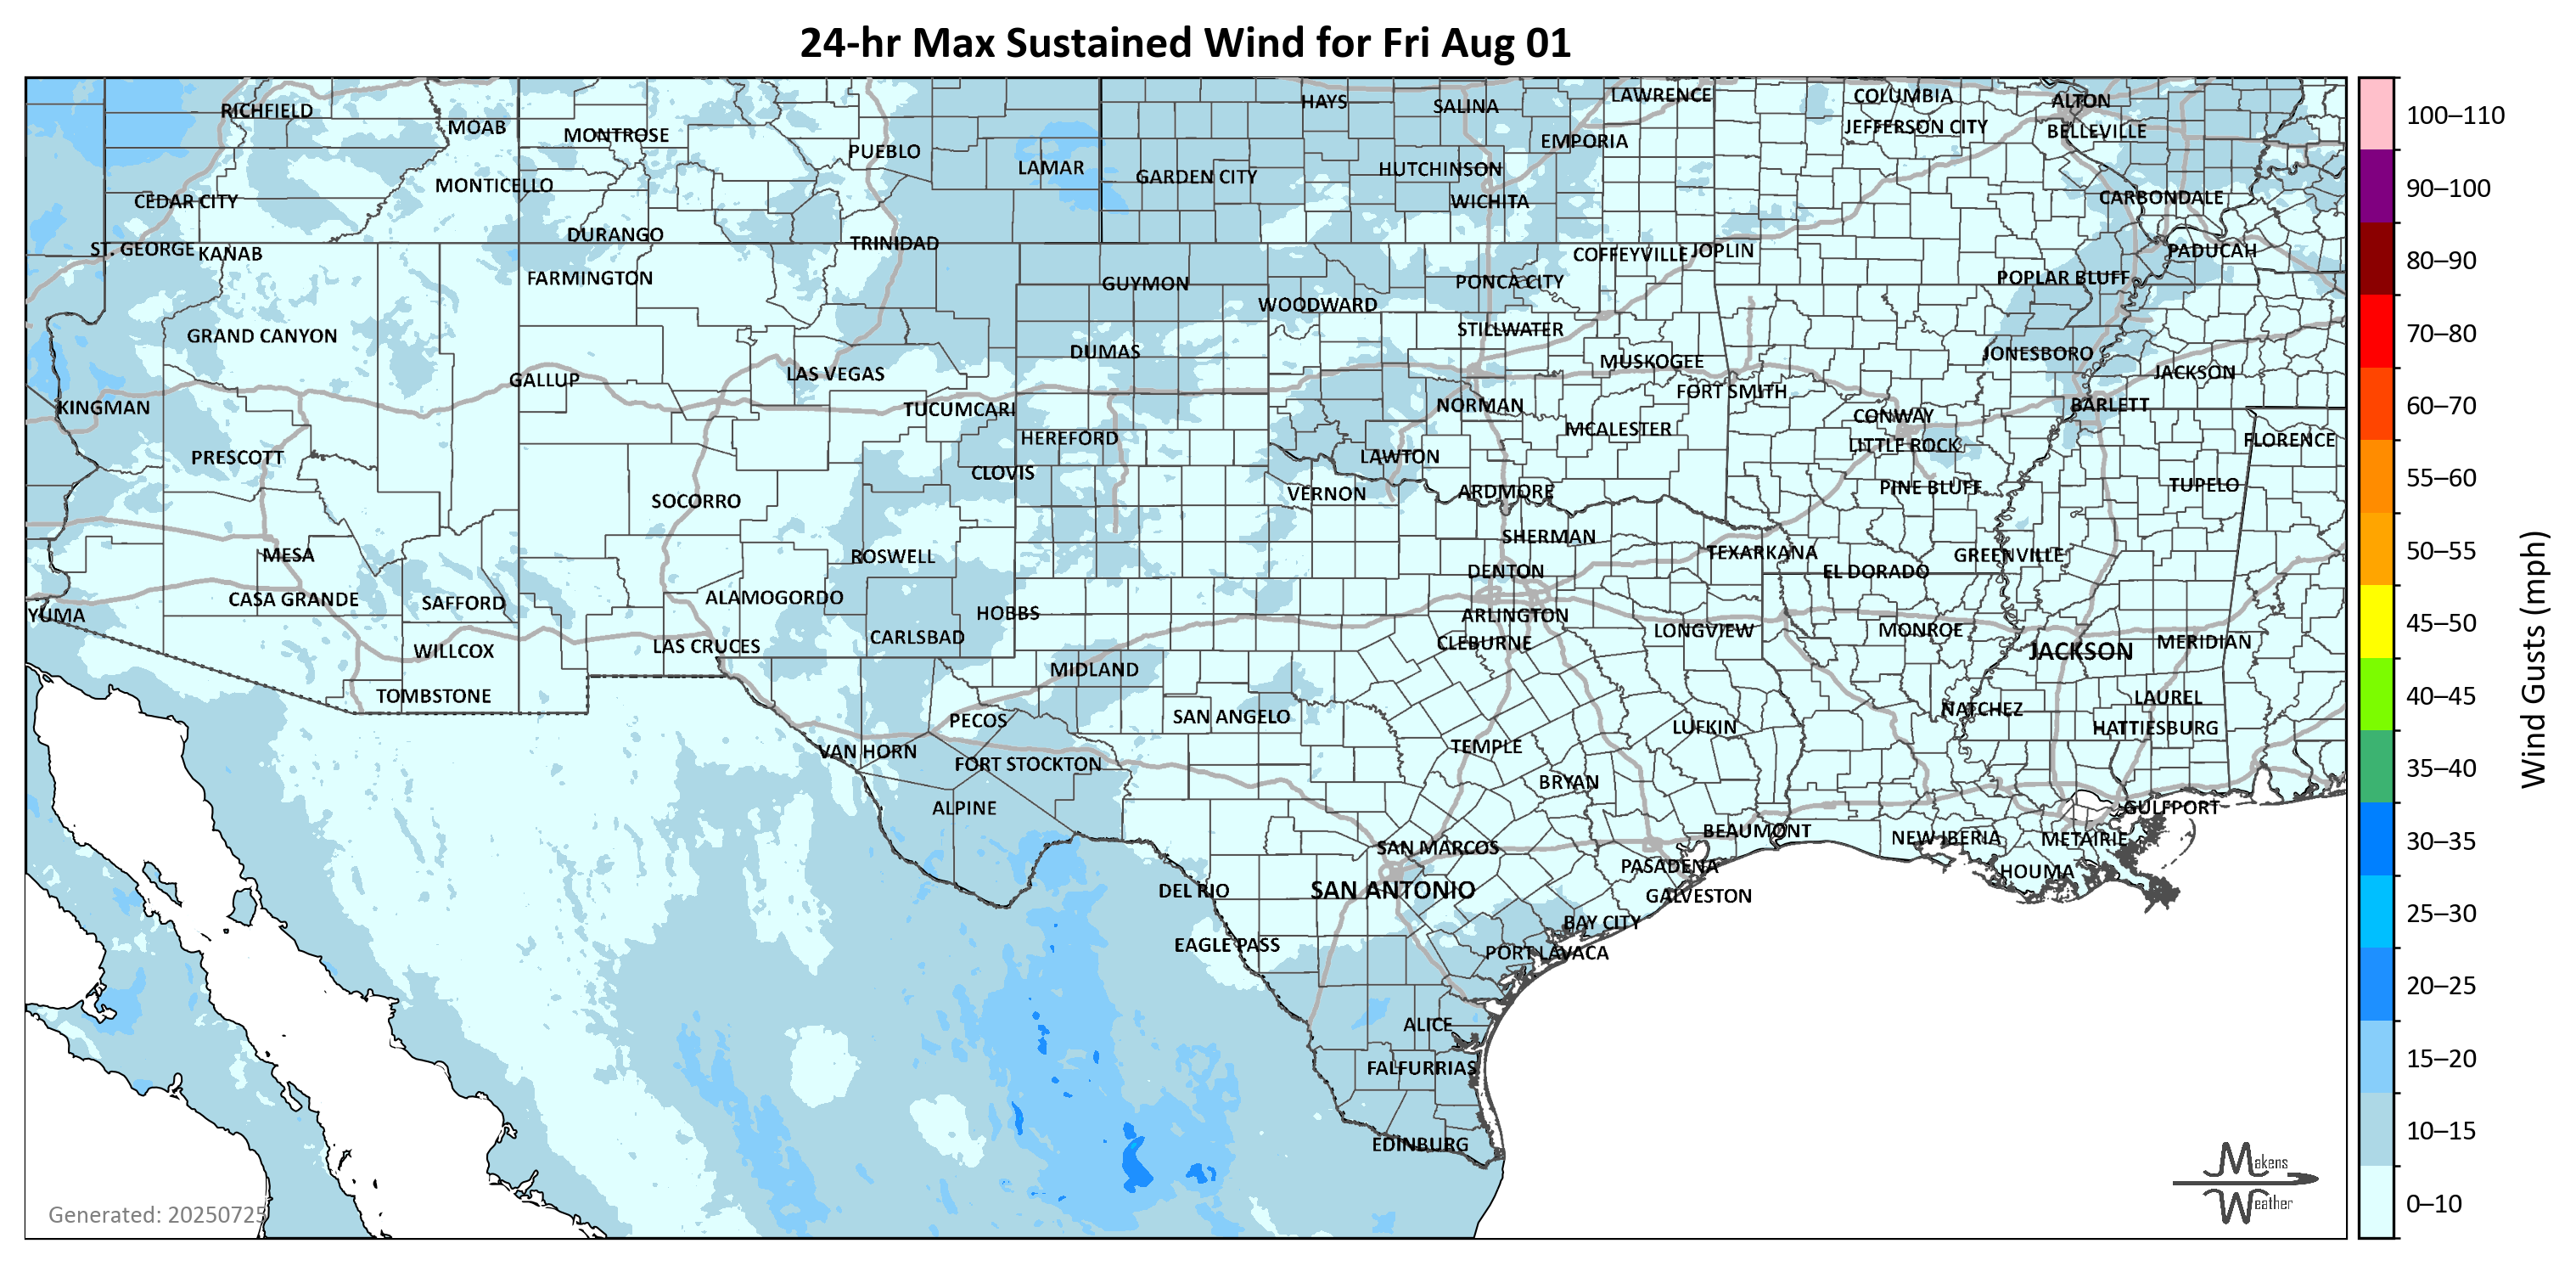 24-hr Max Sustained Wind for Fri Aug 01
RICHFIELD
MOAB
MONTROSE
PUEBLO
LAMAR
HAYS
SALINA
LAWRENCE
EMPORIA
COLUMBIA
JEFFERSON CITY
ALTON
BELLEVILLE
CEDAR CITY
MONTICELLO
GARDEN CITY
HUTCHINSON
WICHITA
CARBONDALE
ST. GEORGE
KANAB
DURANGO
TRINIDAD
COFFEYVILLE
JOPLIN
PADUCAH
FARMINGTON
GUYMON
PONCA CITY
POPLAR BLUFF
WOODWARD
GRAND CANYON
STILLWATER
DUMAS
MUSKOGEE
JONESBORO
JACKSON
GALLUP
LAS VEGAS
FORT SMITH
KINGMAN
TUCUMCARI
NORMAN
CONWAY
BARLETT
HEREFORD
MCALESTER
LITTLE ROCK
FLORENCE
PRESCOTT
CLOVIS
LAWTON
SOCORRO
VERNON
ARDMORE
PINE BLUFF
TUPELO
MESA
ROSWELL
SHERMAN
TEXARKANA
GREENVILLE
DENTON
EL DORADO
CASA GRANDE
SAFFORD
ALAMOGORDO
HOBBS
ARLINGTON
YUMA
CARLSBAD
CLEBURNE
LONGVIEW
MONROE
WILLCOX
LAS CRUCES
JACKSON
MERIDIAN
MIDLAND
TOMBSTONE
LAUREL
PECOS
SAN ANGELO
NATCHEZ
LUFKIN
HATTIESBURG
VAN HORN
FORT STOCKTON
TEMPLE
BRYAN
ALPINE
GULFPORT
SAN MARCOS
BEAUMONT
NEW IBERIA
METAIRIE
PASADENA
HOUMA
DEL RIO
SAN ANTONIO
GALVESTON
BAY CITY
EAGLE PASS
PORT LAVACA
ALICE
FALFURRIAS
EDINBURG
Generated: 20250725
Makens
Weather
100–110
90–100
80–90
70–80
60–70
55–60
50–55
45–50
40–45
35–40
30–35
25–30
20–25
15–20
10–15
0–10
Wind Gusts (mph)